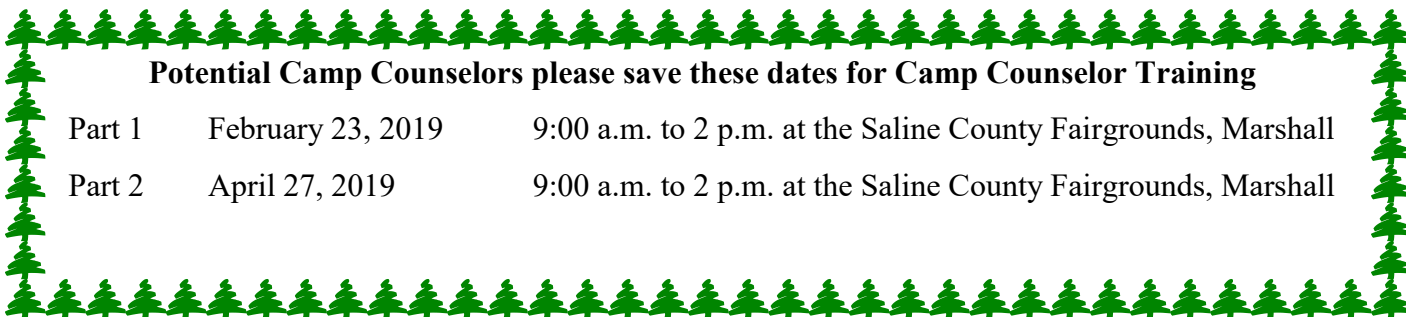 Potential Camp Counselors please save these dates for Camp Counselor Training
Part 1 February 23, 2019 9:00 a.m. to 2 p.m. at the Saline County Fairgrounds, Marshall
Part 2 April 27, 2019 9:00 a.m. to 2 p.m. at the Saline County Fairgrounds, Marshall